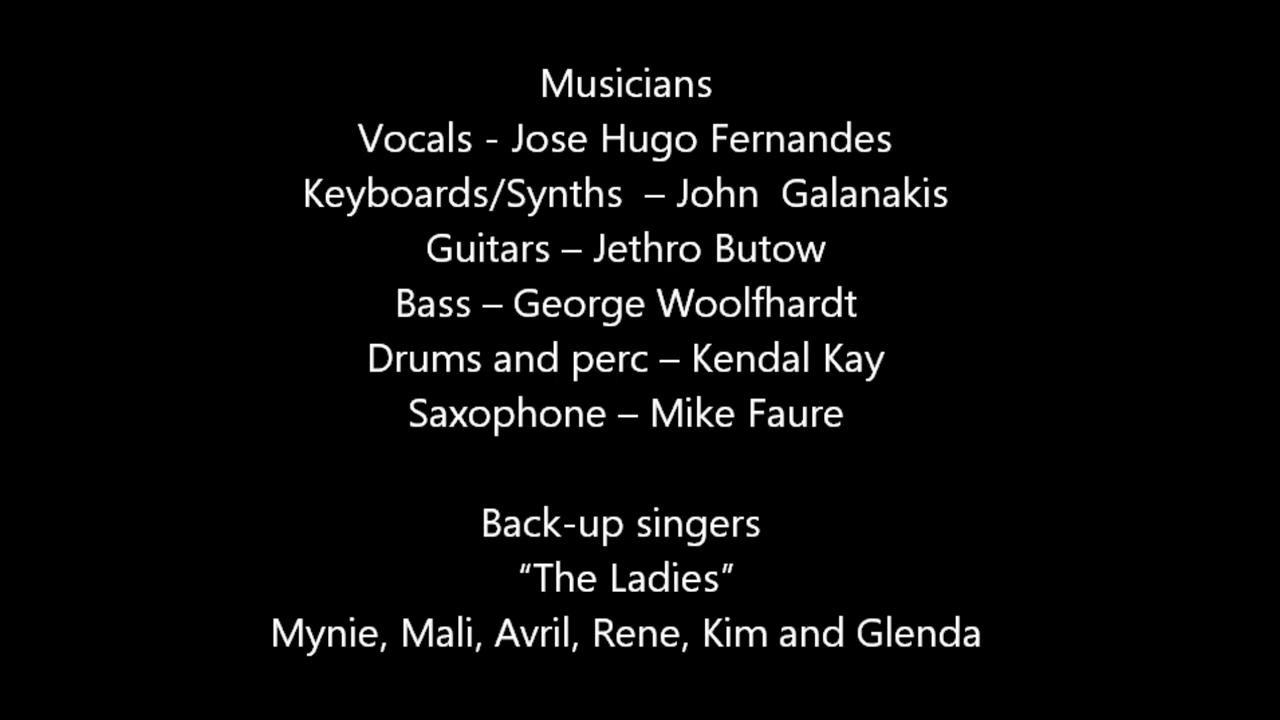 Musicians
Vocals - Jose Hugo Fernandes
Keyboards/Synths – John Galanakis
Guitars – Jethro Butow
Bass – George Woolfhardt
Drums and perc – Kendal Kay
Saxophone – Mike Faure
Back-up singers
“The Ladies”
Mynie, Mali, Avril, Rene, Kim and Glenda